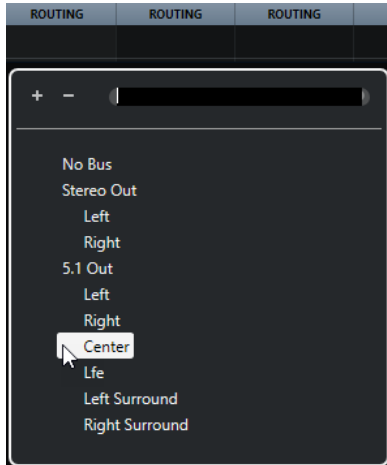 ROUTING ROUTING ROUTING
+ −
No Bus
Stereo Out
Left
Right
5.1 Out
Left
Right
Center
Lfe
Left Surround
Right Surround